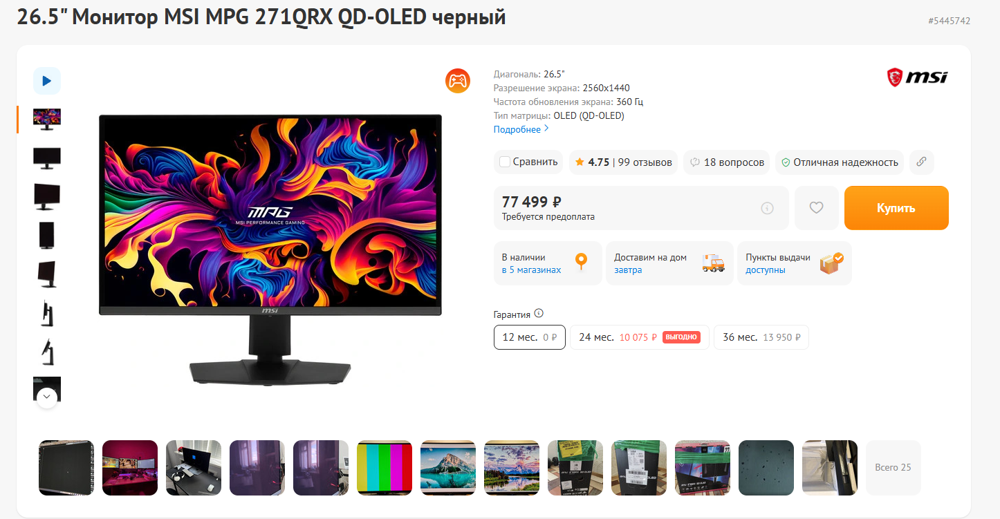 26.5" Монитор MSI MPG 271QRX QD-OLED черный
#5445742
Диагональ: 26.5"
Разрешение экрана: 2560x1440
Частота обновления экрана: 360 Гц
Тип матрицы: OLED (QD-OLED)
Подробнее
msi
Сравнить
4.75 | 99 отзывов
18 вопросов
Отличная надежность
77 499 ₽
Требуется предоплата
Купить
MPG
MSI PERFORMANCE GAMING
msi
В наличии
в 5 магазинах
Доставим на дом
завтра
Пункты выдачи
доступны
Гарантия
12 мес. 0 ₽
24 мес. 10 075 ₽ ВЫГОДНО
36 мес. 13 950 ₽
Всего 25